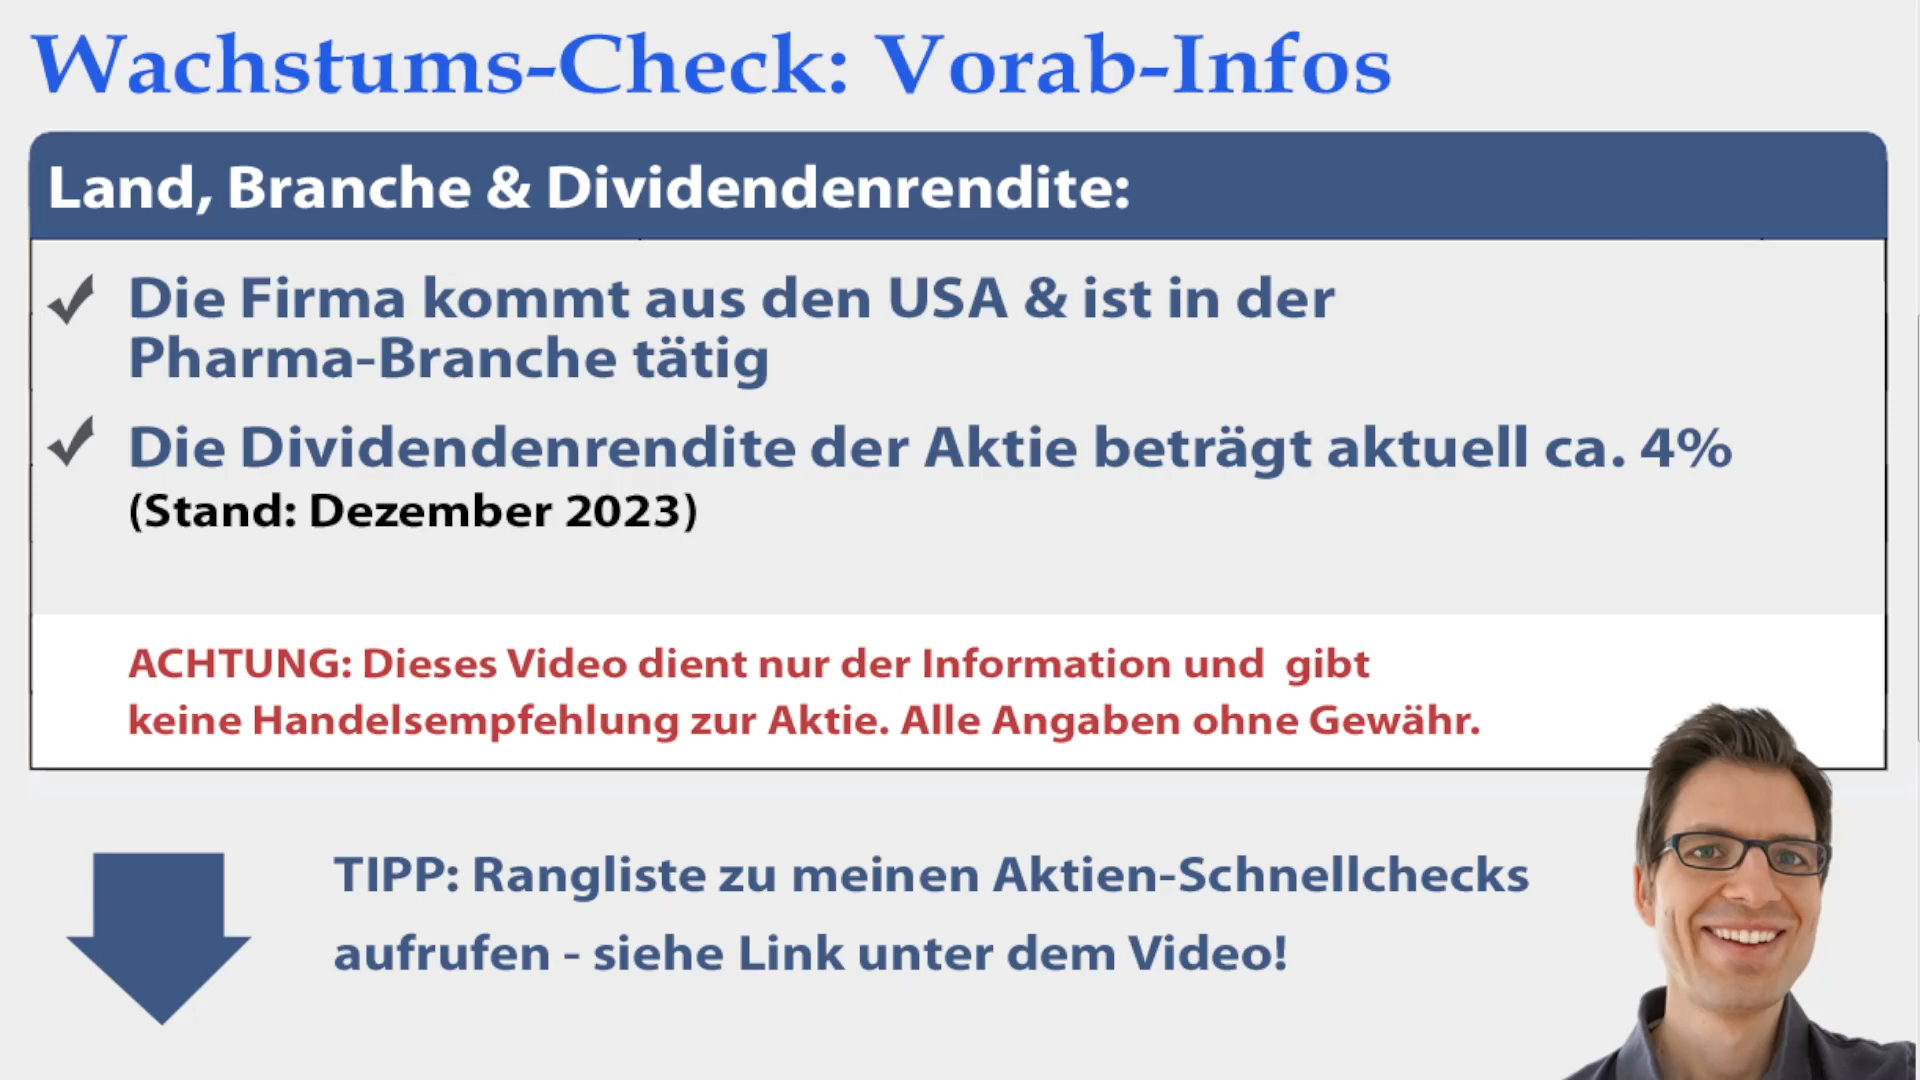 Wachstums-Check: Vorab-Infos
Land, Branche & Dividendenrendite:
Die Firma kommt aus den USA & ist in der
Pharma-Branche tätig
Die Dividendenrendite der Aktie beträgt aktuell ca. 4%
(Stand: Dezember 2023)
ACHTUNG: Dieses Video dient nur der Information und gibt
keine Handelsempfehlung zur Aktie. Alle Angaben ohne Gewähr.
TIPP: Rangliste zu meinen Aktien-Schnellchecks
aufrufen - siehe Link unter dem Video!